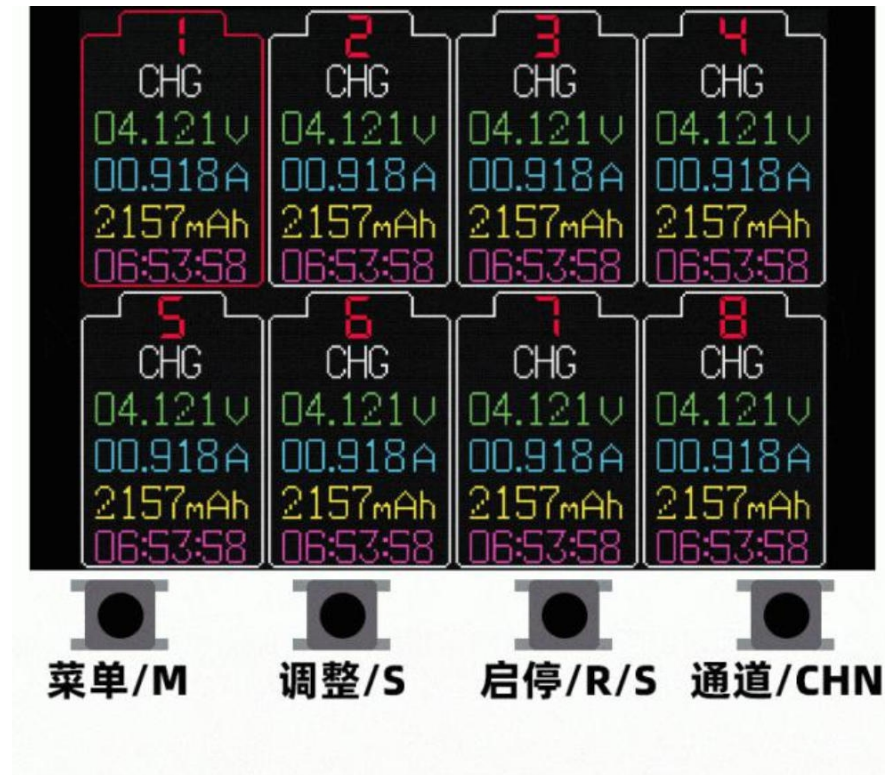 1 2 3 4
CHG CHG CHG CHG
04.121V 04.121V 04.121V 04.121V
00.918A 00.918A 00.918A 00.918A
2157mAh 2157mAh 2157mAh 2157mAh
06:53:58 06:53:58 06:53:58 06:53:58
5 6 7 8
CHG CHG CHG CHG
04.121V 04.121V 04.121V 04.121V
00.918A 00.918A 00.918A 00.918A
2157mAh 2157mAh 2157mAh 2157mAh
06:53:58 06:53:58 06:53:58 06:53:58
菜单/M 调整/S 启停/R/S 通道/CHN